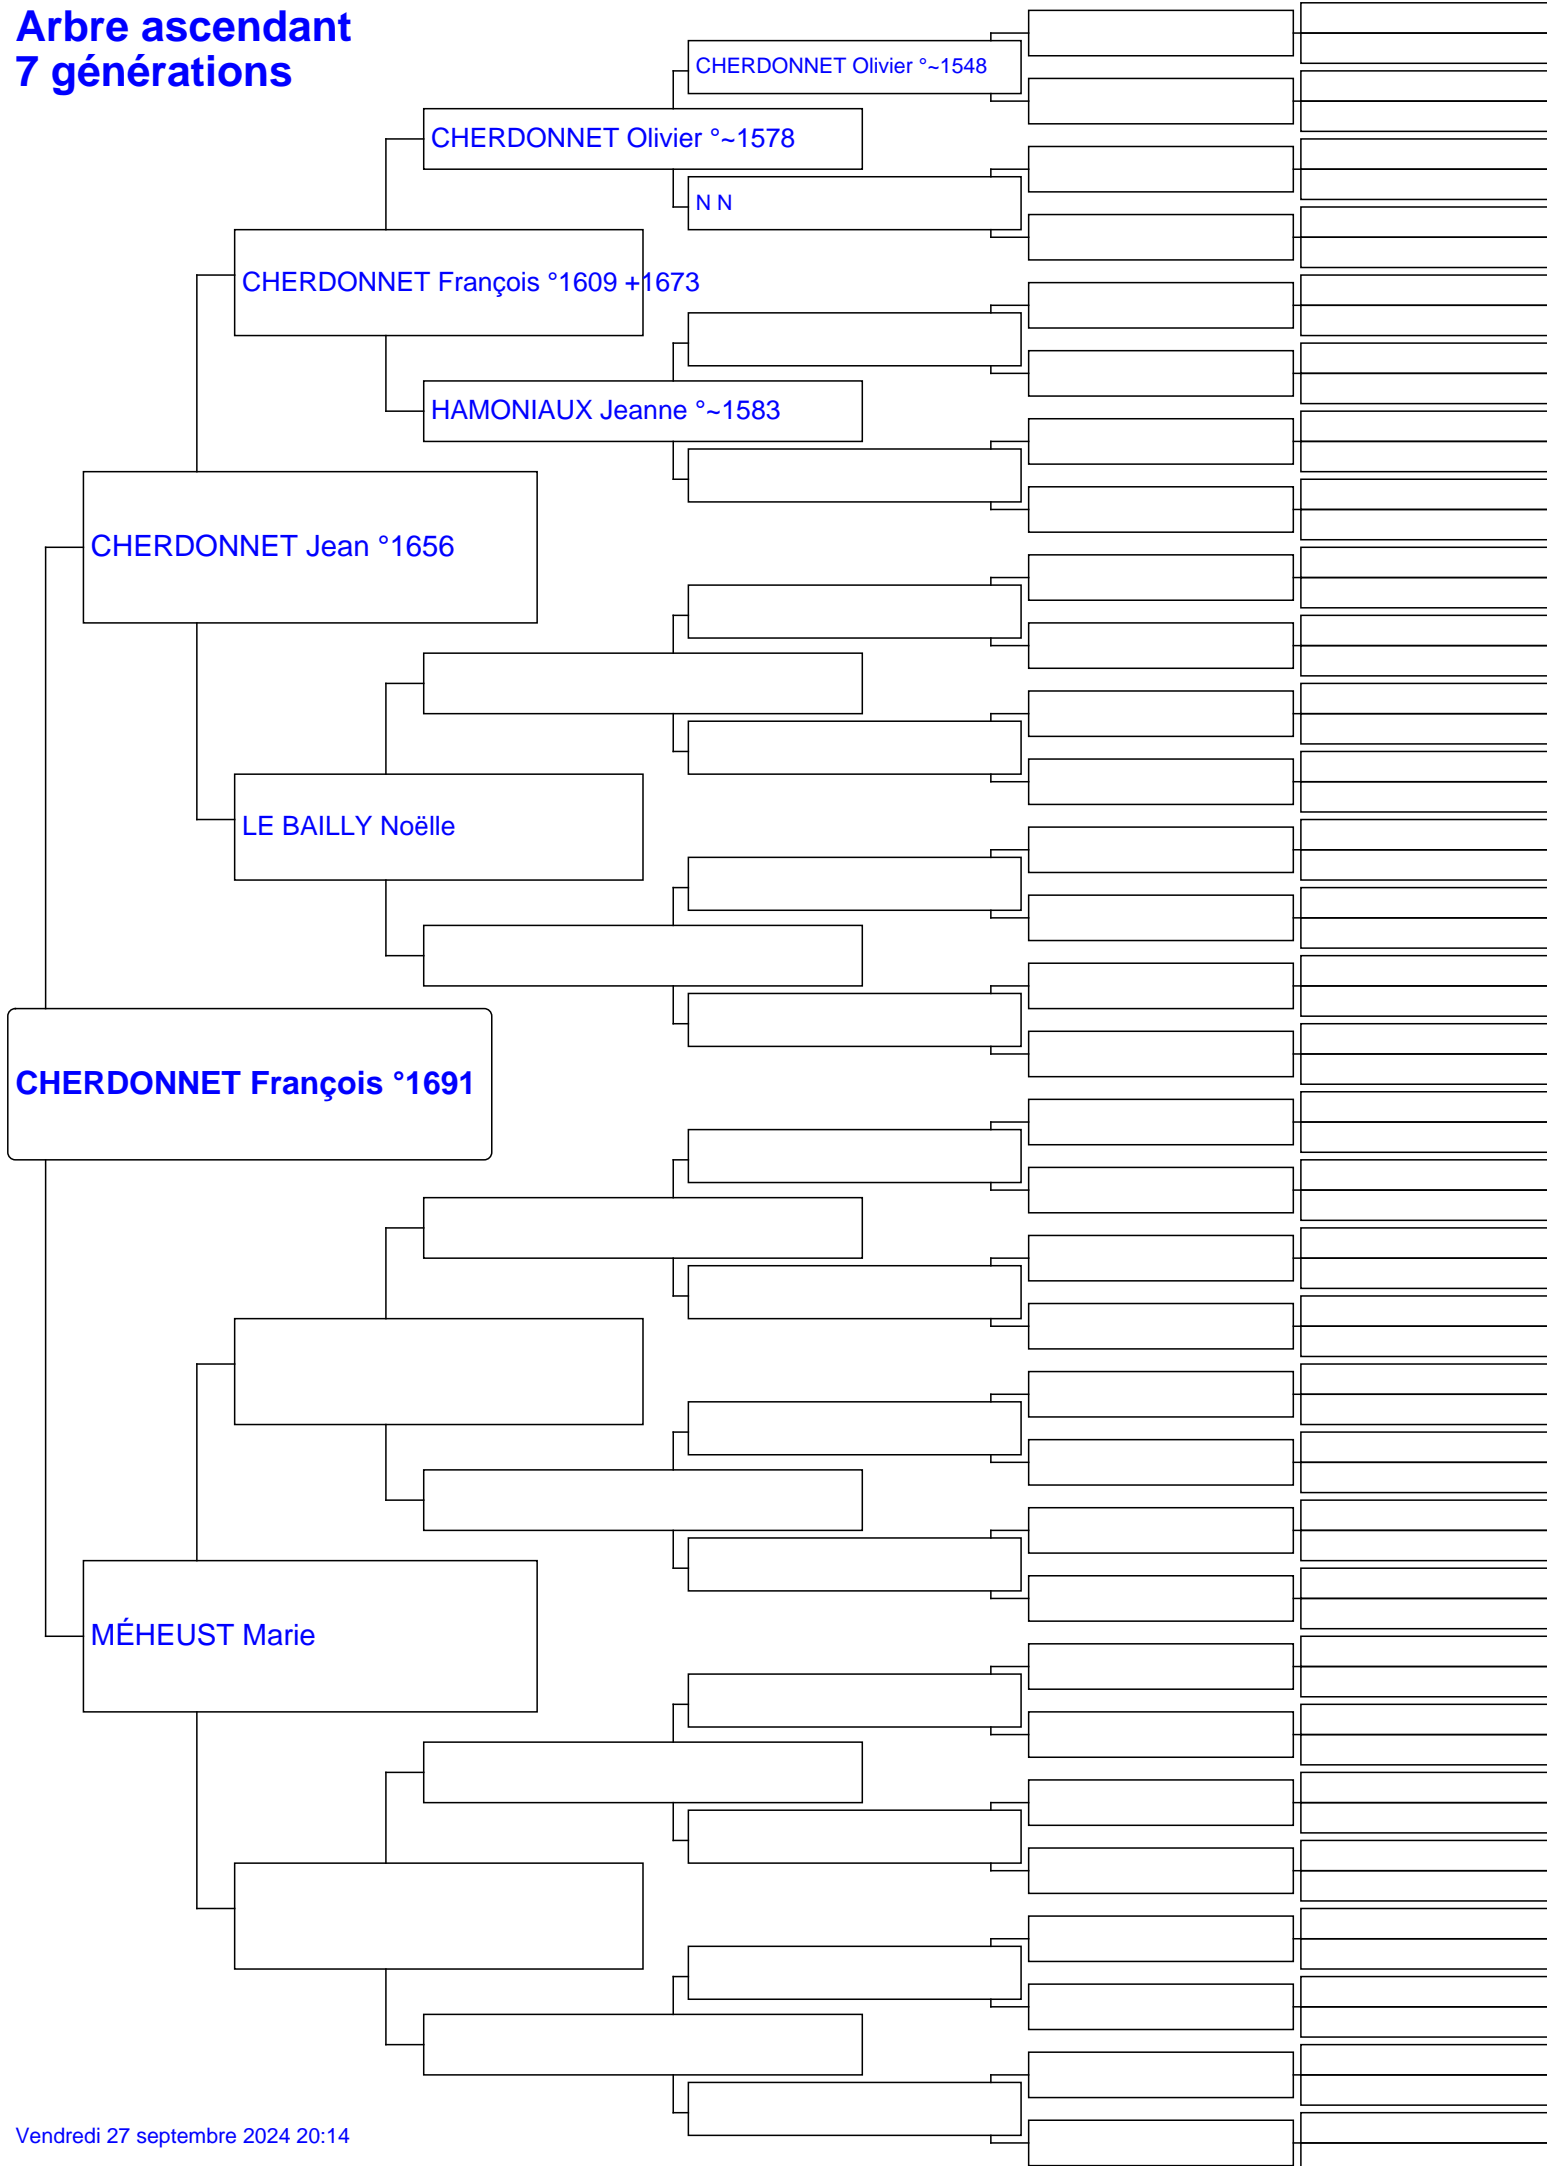 Arbre ascendant
7 générations
CHERDONNET Olivier °~1548
CHERDONNET Olivier °~1578
N N
CHERDONNET François °1609 +1673
HAMONIAUX Jeanne °~1583
CHERDONNET Jean °1656
LE BAILLY Noëlle
CHERDONNET François °1691
MÉHEUST Marie
Vendredi 27 septembre 2024 20:14